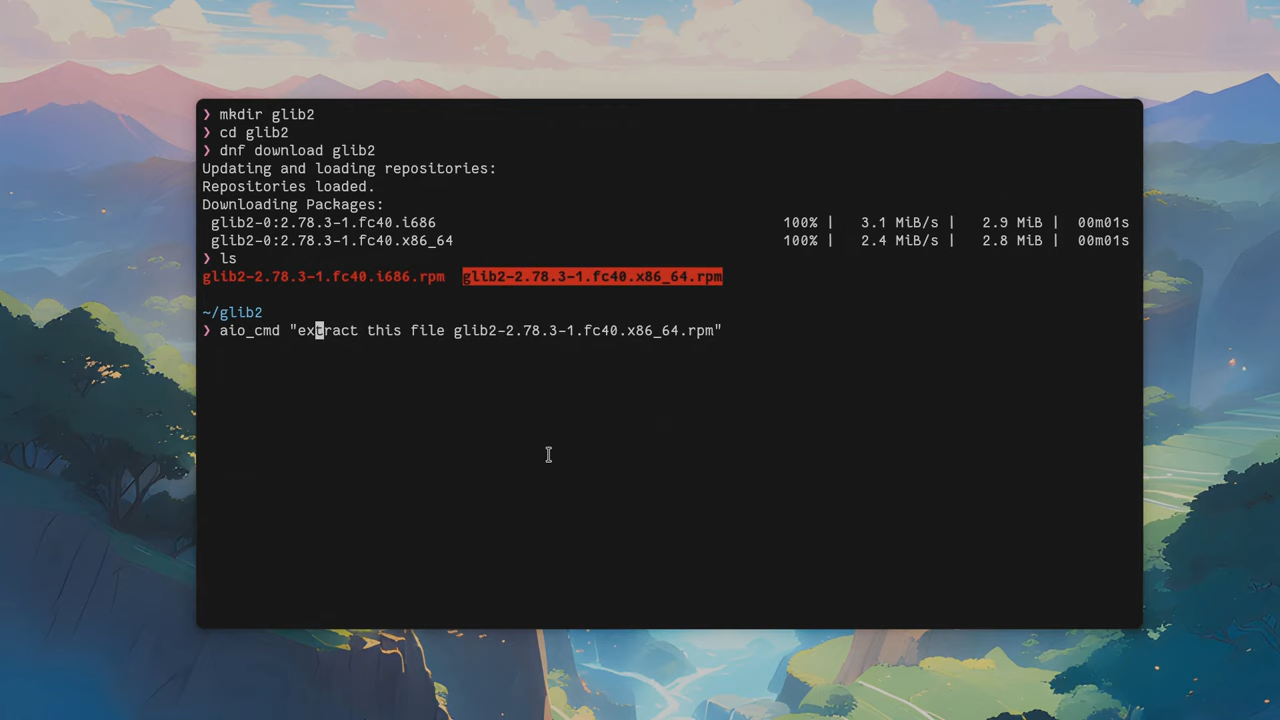 ❯ mkdir glib2
❯ cd glib2
❯ dnf download glib2
Updating and loading repositories:
Repositories loaded.
Downloading Packages:
 glib2-0:2.78.3-1.fc40.i686 100% | 3.1 MiB/s | 2.9 MiB | 00m01s
 glib2-0:2.78.3-1.fc40.x86_64 100% | 2.4 MiB/s | 2.8 MiB | 00m01s
❯ ls
glib2-2.78.3-1.fc40.i686.rpm glib2-2.78.3-1.fc40.x86_64.rpm
~/glib2
❯ aio_cmd "extract this file glib2-2.78.3-1.fc40.x86_64.rpm"